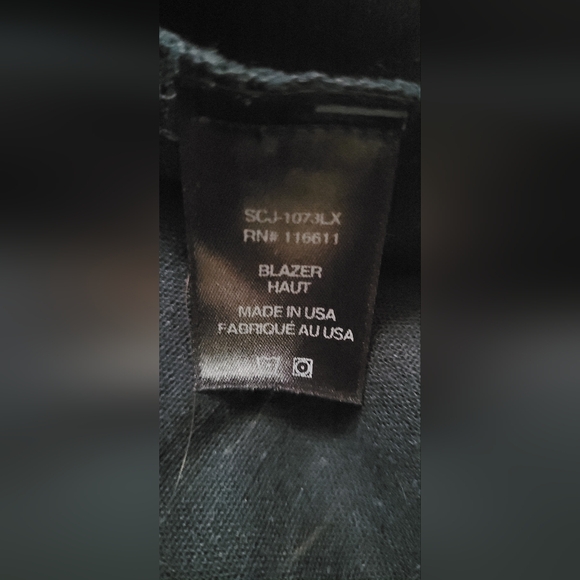 SCJ-1073LX
RN# 116611
BLAZER
HAUT
MADE IN USA
FABRIQUÉ AU USA